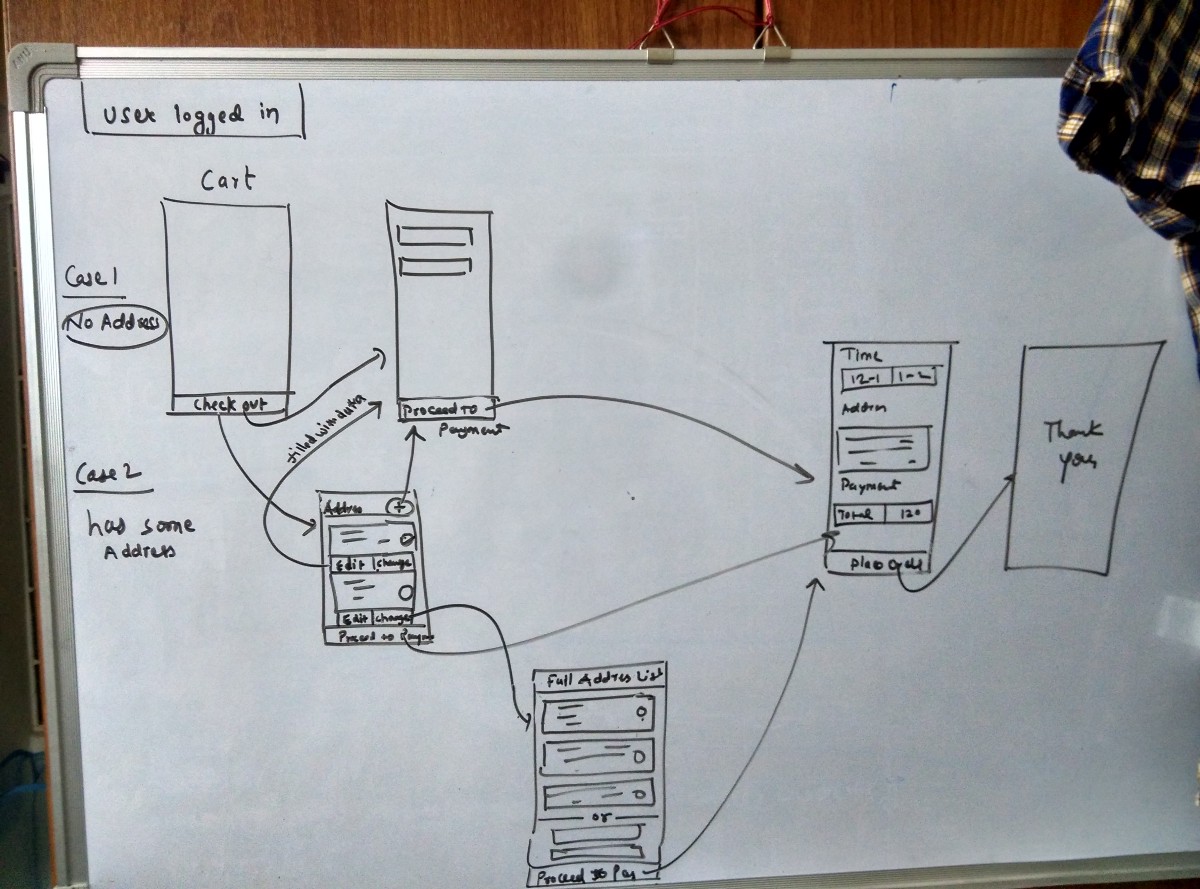 User logged in
Cart
Case 1
No Address
Check out
Proceed To
Payment
filled with data
Case 2
has some
Address
Address +
Edit change
Edit change
Proceed to
Full Addres List
or
Proceed to Pay
Time
12-1 1-2
Address
Payment
Total 120
Place Order
Thank
you